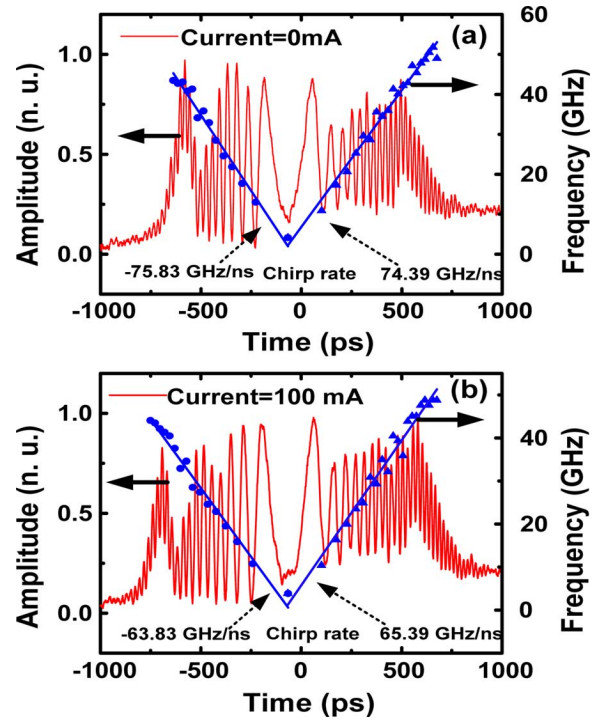 Current=0mA
(a)
Amplitude (n. u.)
1.0
0.5
0.0
60
40
20
0
Frequency (GHz)
-75.83 GHz/ns
Chirp rate
74.39 GHz/ns
-1000
-500
0
500
1000
Time (ps)
Current=100 mA
(b)
Amplitude (n. u.)
1.0
0.5
0.0
40
20
0
Frequency (GHz)
-63.83 GHz/ns
Chirp rate
65.39 GHz/ns
-1000
-500
0
500
1000
Time (ps)